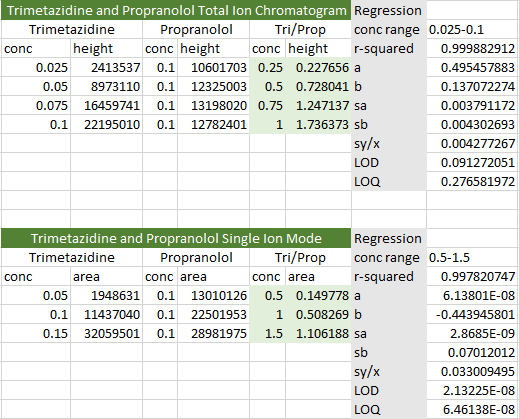 Trimetazidine and Propranolol Total Ion Chromatogram Regression
Trimetazidine Propranolol Tri/Prop conc range 0.025-0.1
conc height conc height conc height r-squared 0.999882912
0.025 2413537 0.1 10601703 0.25 0.227656 a 0.495457883
0.05 8973110 0.1 12325003 0.5 0.728041 b 0.137072274
0.075 16459741 0.1 13198020 0.75 1.247137 sa 0.003791172
0.1 22195010 0.1 12782401 1 1.736373 sb 0.004302693
sy/x 0.004277267
LOD 0.091272051
LOQ 0.276581972
Trimetazidine and Propranolol Single Ion Mode Regression
Trimetazidine Propranolol Tri/Prop conc range 0.5-1.5
conc area conc area conc area r-squared 0.997820747
0.05 1948631 0.1 13010126 0.5 0.149778 a 6.13801E-08
0.1 11437040 0.1 22501953 1 0.508269 b -0.443945801
0.15 32059501 0.1 28981975 1.5 1.106188 sa 2.8685E-09
sb 0.07012012
sy/x 0.033009495
LOD 2.13225E-08
LOQ 6.46138E-08